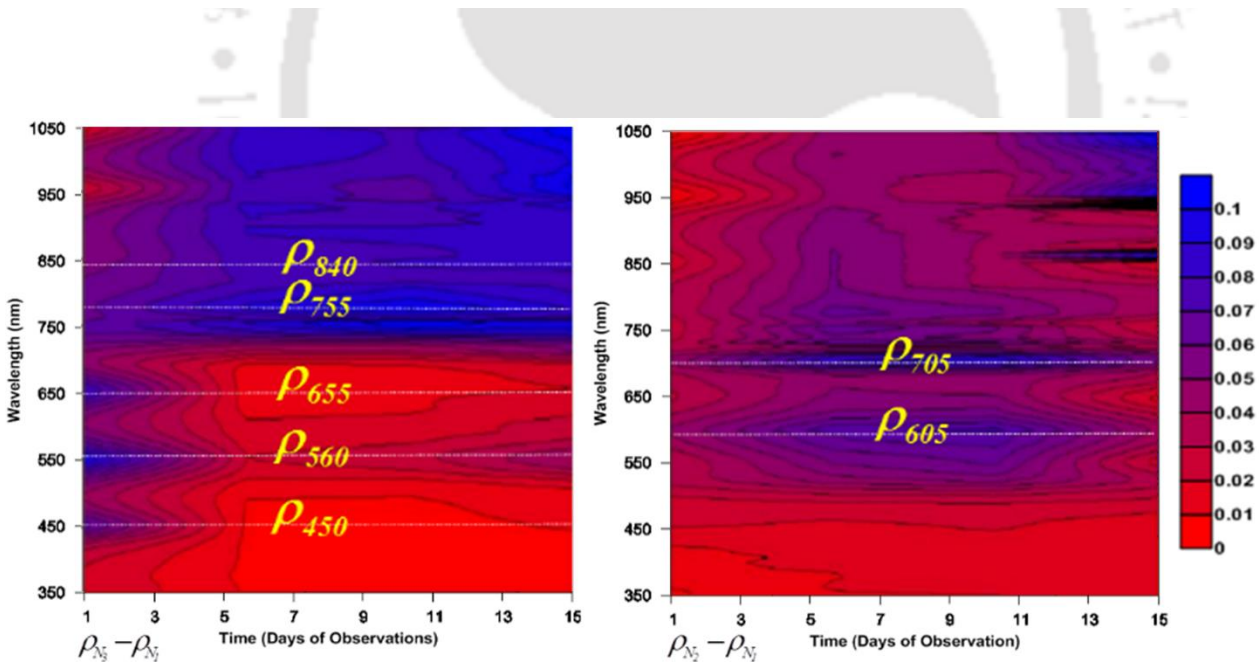 1050
950
850
750
650
550
450
350
Wavelength (nm)
ρ840
ρ755
ρ655
ρ560
ρ450
1 3 5 7 9 11 13 15
Time (Days of Observations)
ρN3 − ρN1
1050
950
850
750
650
550
450
350
Wavelength (nm)
ρ705
ρ605
1 3 5 7 9 11 13 15
Time (Days of Observation)
ρN2 − ρN1
0.1
0.09
0.08
0.07
0.06
0.05
0.04
0.03
0.02
0.01
0